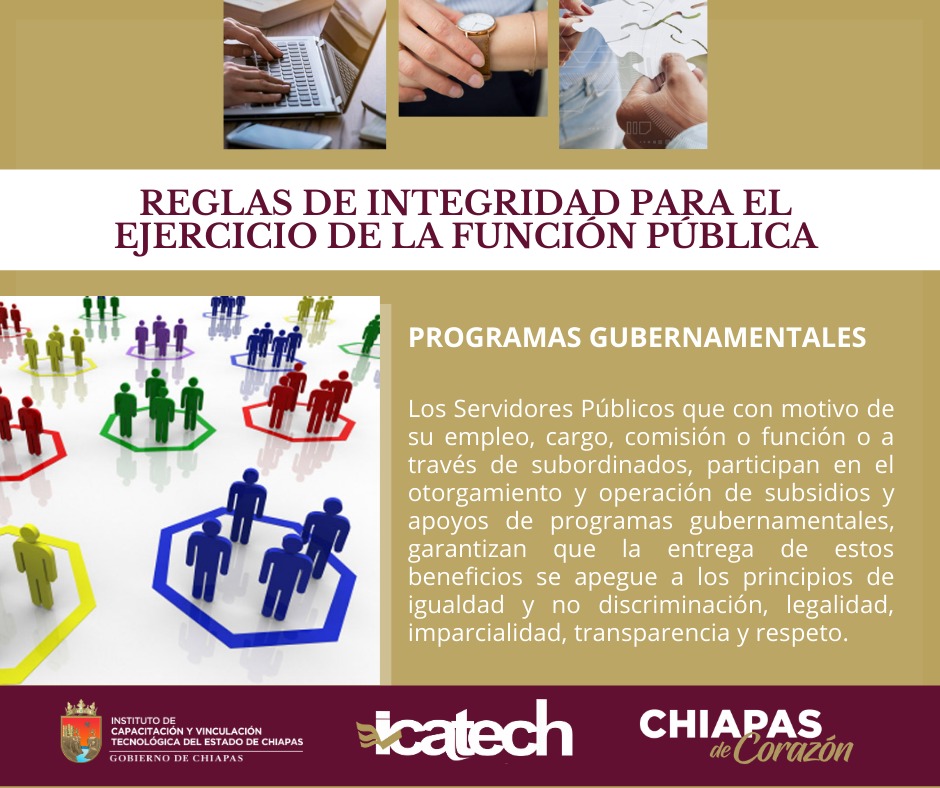 REGLAS DE INTEGRIDAD PARA EL
EJERCICIO DE LA FUNCIÓN PÚBLICA
PROGRAMAS GUBERNAMENTALES
Los Servidores Públicos que con motivo de
su empleo, cargo, comisión o función o a
través de subordinados, participan en el
otorgamiento y operación de subsidios y
apoyos de programas gubernamentales,
garantizan que la entrega de estos
beneficios se apegue a los principios de
igualdad y no discriminación, legalidad,
imparcialidad, transparencia y respeto.
INSTITUTO DE
CAPACITACIÓN Y VINCULACIÓN
TECNOLÓGICA DEL ESTADO DE CHIAPAS
GOBIERNO DE CHIAPAS
icatech
CHIAPAS
de Corazón